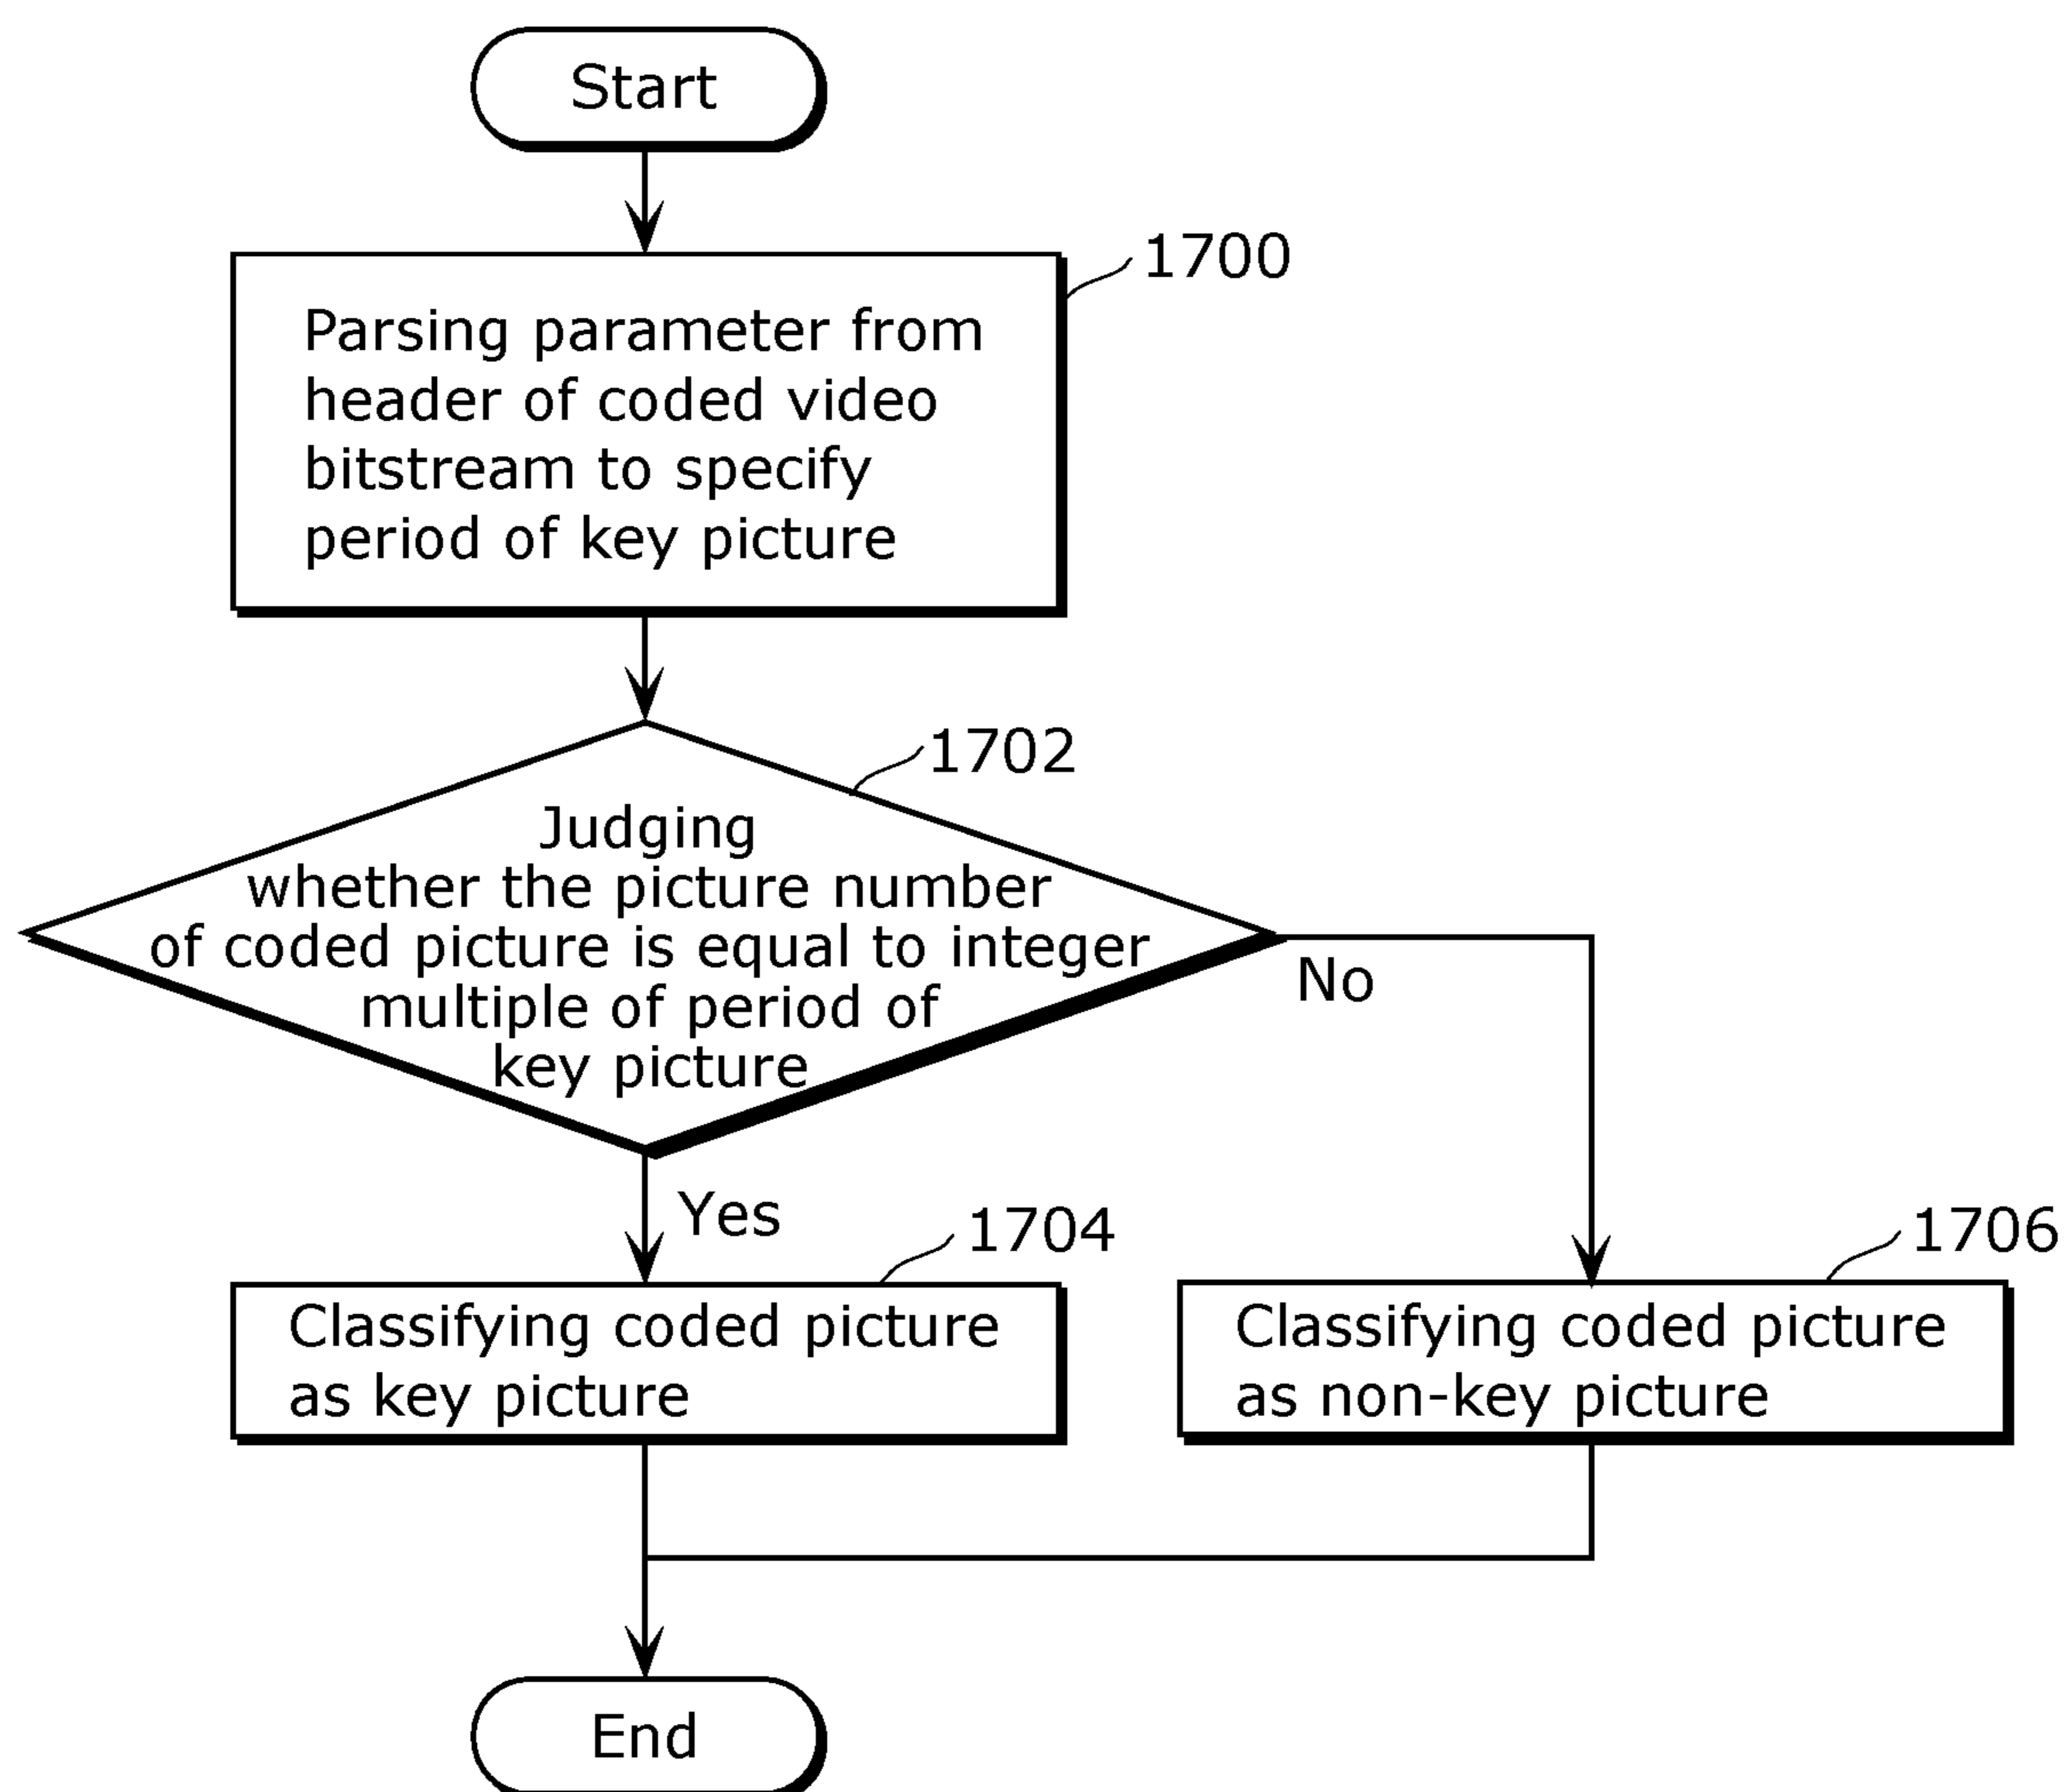 Start
1700
Parsing parameter from
header of coded video
bitstream to specify
period of key picture
1702
Judging
whether the picture number
of coded picture is equal to integer
multiple of period of
key picture
No
Yes
1704
Classifying coded picture
as key picture
1706
Classifying coded picture
as non-key picture
End